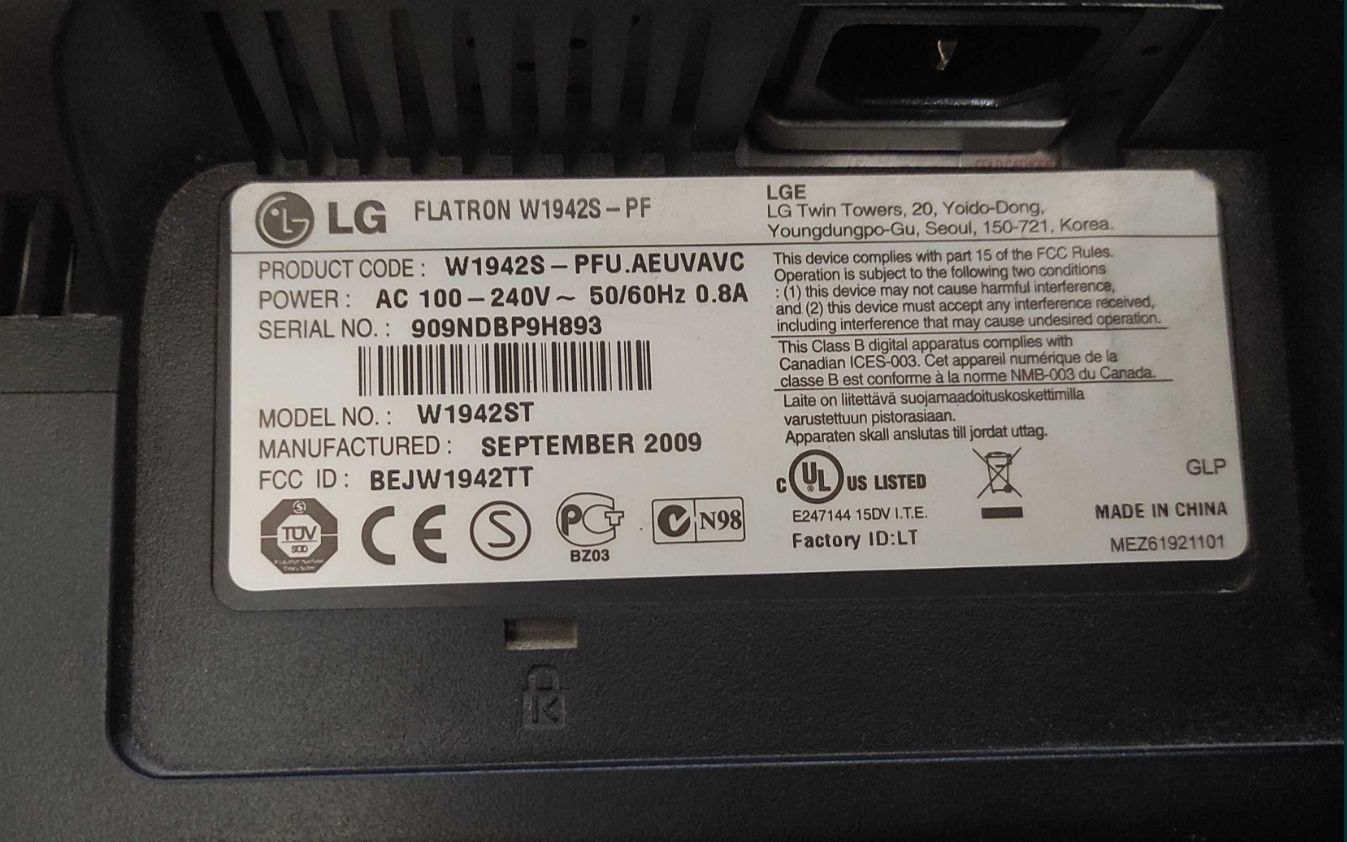 LG FLATRON W1942S-PF
PRODUCT CODE : W1942S-PFU.AEUVAVC
POWER : AC 100-240V~ 50/60Hz 0.8A
SERIAL NO. : 909NDBP9H893
MODEL NO. : W1942ST
MANUFACTURED : SEPTEMBER 2009
FCC ID : BEJW1942TT
TÜV
CE
S
PCT
BZ03
N98
LGE
LG Twin Towers, 20, Yoido-Dong,
Youngdungpo-Gu, Seoul, 150-721, Korea.
This device complies with part 15 of the FCC Rules.
Operation is subject to the following two conditions
: (1) this device may not cause harmful interference,
and (2) this device must accept any interference received,
including interference that may cause undesired operation.
This Class B digital apparatus complies with
Canadian ICES-003. Cet appareil numérique de la
classe B est conforme à la norme NMB-003 du Canada.
Laite on liitettävä suojamaadoituskoskettimilla
varustettuun pistorasiaan.
Apparaten skall anslutas till jordat uttag.
C UL US LISTED
E247144 15DV I.T.E.
Factory ID:LT
GLP
MADE IN CHINA
MEZ61921101
K